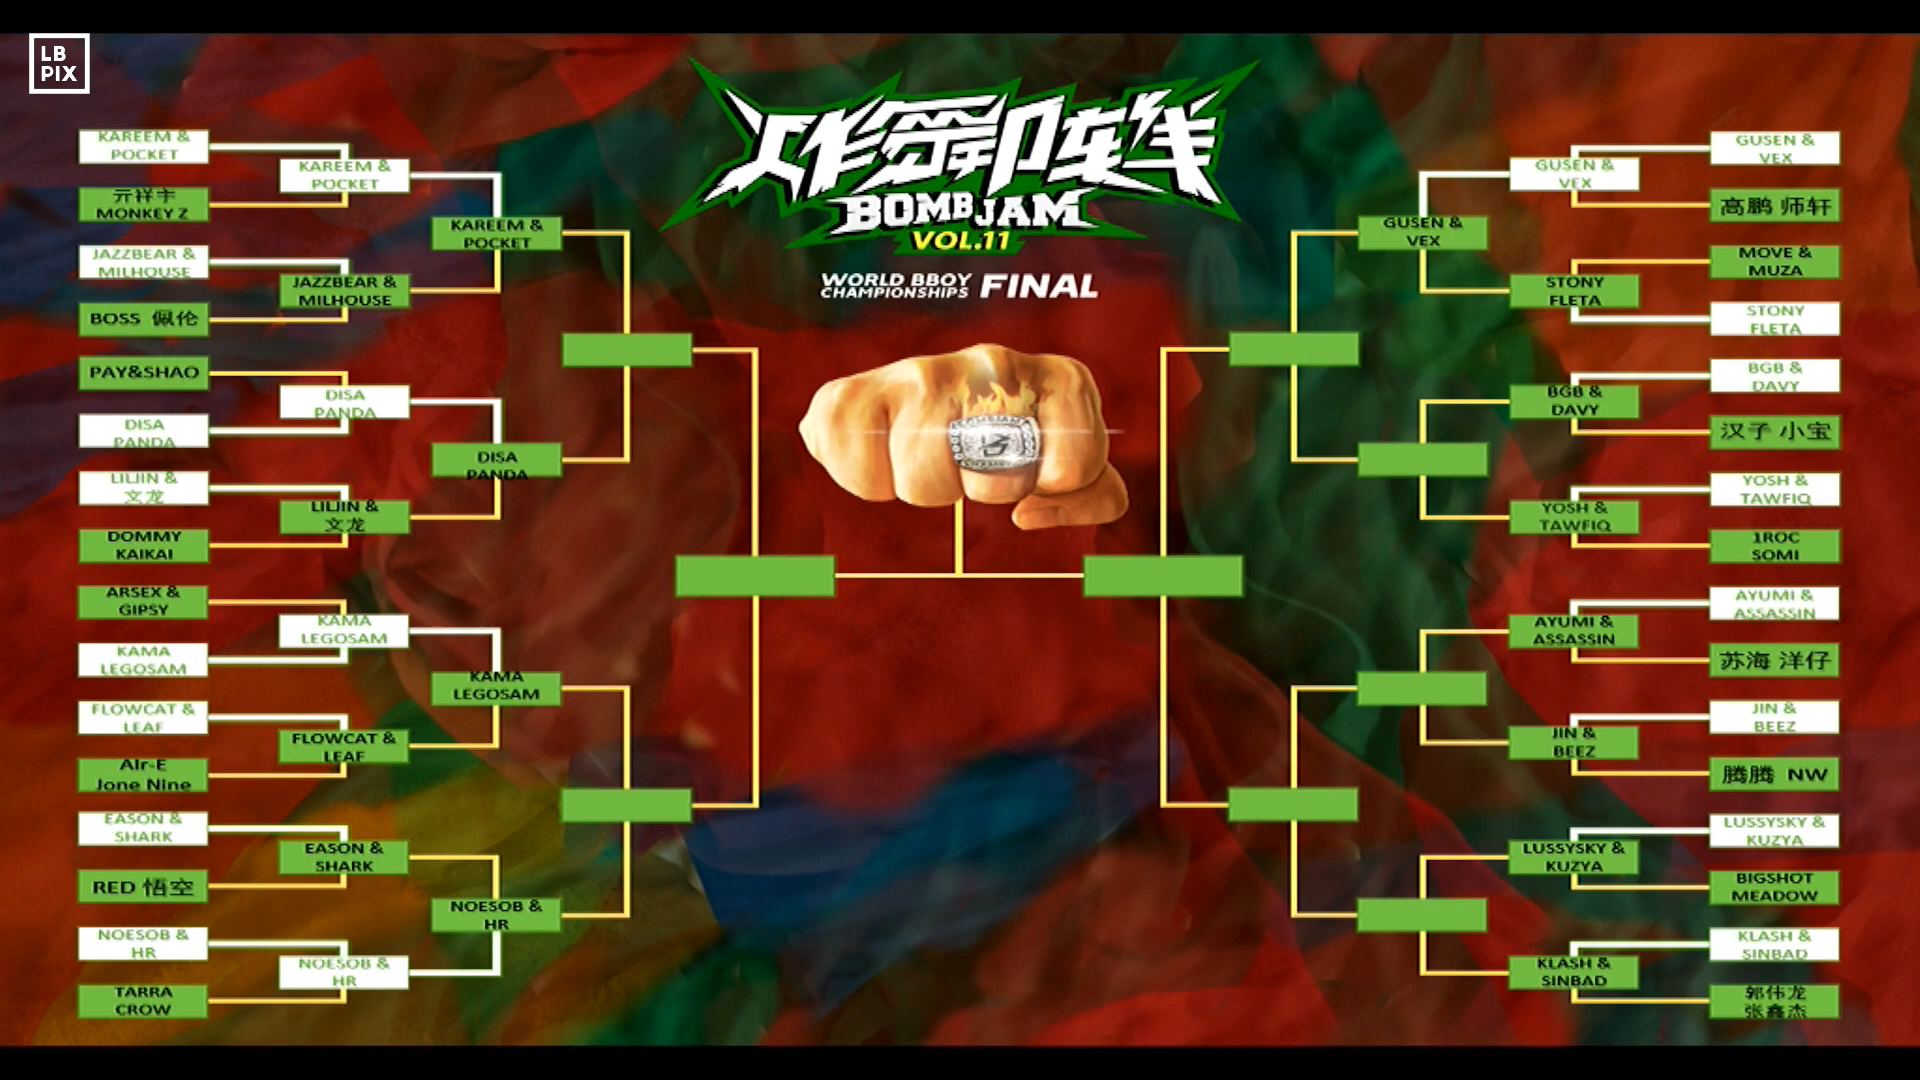 LB
PIX
炸翻在线
BOMB JAM
VOL.11
WORLD BBOY
CHAMPIONSHIPS FINAL
KAREEM &
POCKET
MONKEY Z
JAZZBEAR &
MILHOUSE
BOSS 佩伦
PAY&SHAO
DISA
PANDA
LILJIN &
文龙
DOMMY
KAIKAI
ARSEX &
GIPSY
KAMA
LEGOSAM
FLOWCAT &
LEAF
AIr-E
Jone NIne
EASON &
SHARK
RED 悟空
NOESOB &
HR
TARRA
CROW
KAREEM &
POCKET
JAZZBEAR &
MILHOUSE
DISA
PANDA
LILJIN &
文龙
KAMA
LEGOSAM
FLOWCAT &
LEAF
EASON &
SHARK
NOESOB &
HR
KAREEM &
POCKET
DISA
PANDA
KAMA
LEGOSAM
NOESOB &
HR
GUSEN &
VEX
GUSEN &
VEX
STONY
FLETA
BGB &
DAVY
YOSH &
TAWFIQ
AYUMI &
ASSASSIN
JIN &
BEEZ
LUSSYSKY &
KUZYA
KLASH &
SINBAD
GUSEN &
VEX
高鹏 师轩
MOVE &
MUZA
STONY
FLETA
BGB &
DAVY
汉子 小宝
YOSH &
TAWFIQ
1ROC
SOMI
AYUMI &
ASSASSIN
苏海 洋仔
JIN &
BEEZ
腾腾 NW
LUSSYSKY &
KUZYA
BIGSHOT
MEADOW
KLASH &
SINBAD
郭伟龙
张鑫杰